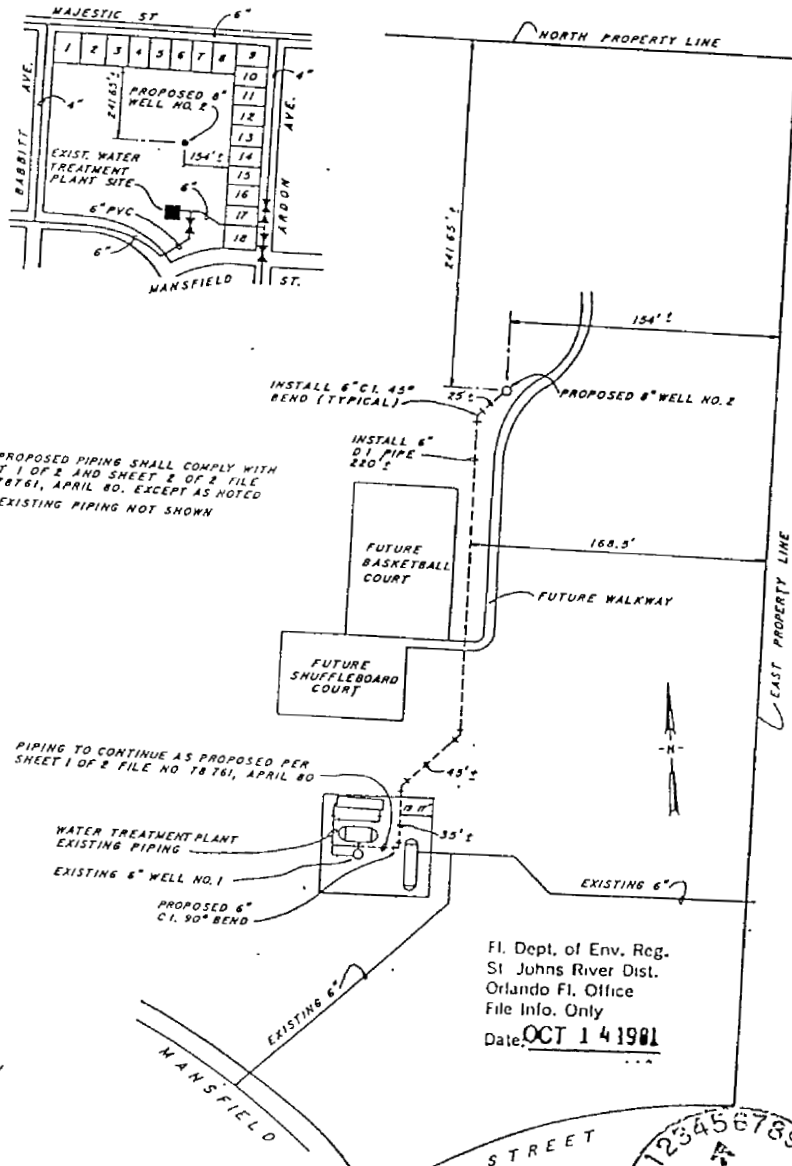 MAJESTIC ST
6"
1 2 3 4 5 6 7 8 9
10
11
12
13
14
15
16
17
18
BABBITT AVE.
4"
241.65'±
PROPOSED 8"
WELL NO. 2
154'±
4"
ARDON AVE.
EXIST. WATER
TREATMENT
PLANT SITE
6"
6" PVC
6"
MANSFIELD ST.
NORTH PROPERTY LINE
241.65'±
154'±
INSTALL 6" C.I. 45°
BEND (TYPICAL)
25'±
PROPOSED 8" WELL NO. 2
INSTALL 6"
D.I. PIPE
220'±
PROPOSED PIPING SHALL COMPLY WITH
T 1 OF 2 AND SHEET 2 OF 2 FILE
78761, APRIL 80. EXCEPT AS NOTED
EXISTING PIPING NOT SHOWN
FUTURE
BASKETBALL
COURT
168.5'
FUTURE WALKWAY
EAST PROPERTY LINE
FUTURE
SHUFFLEBOARD
COURT
-N-
PIPING TO CONTINUE AS PROPOSED PER
SHEET 1 OF 2 FILE NO 78761, APRIL 80
45'±
35'±
WATER TREATMENT PLANT
EXISTING PIPING
EXISTING 6" WELL NO. 1
PROPOSED 6"
C.I. 90° BEND
EXISTING 6"
EXISTING 6"
Fl. Dept. of Env. Reg.
St Johns River Dist.
Orlando Fl. Office
File Info. Only
Date. OCT 14 1981
MANSFIELD
STREET
123456789